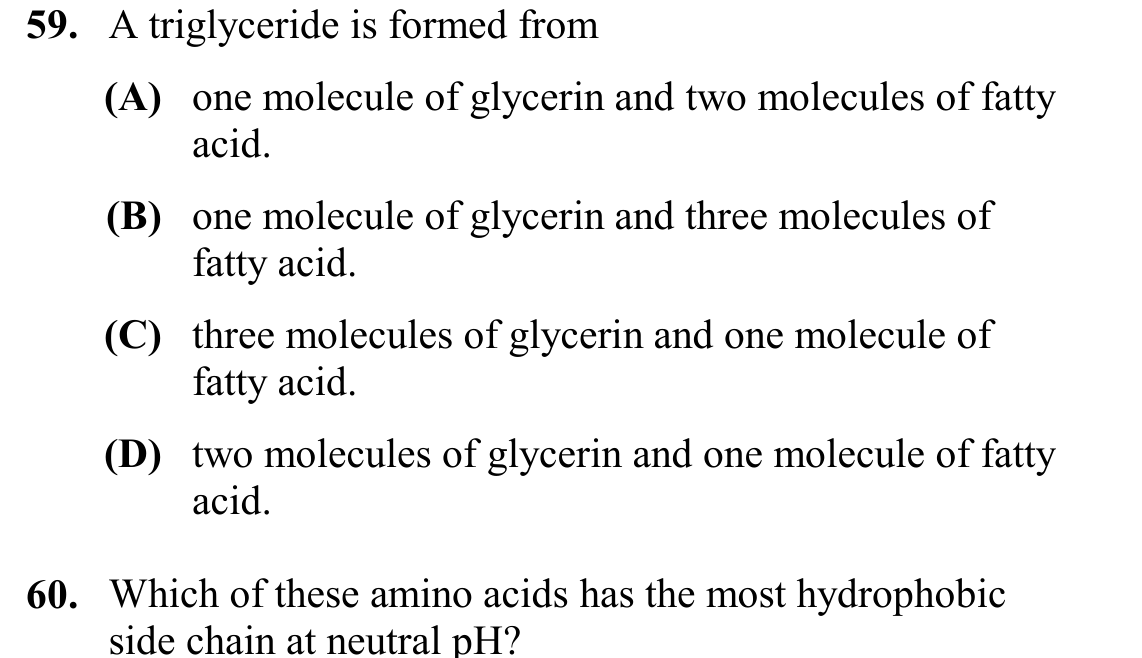 59. A triglyceride is formed from
(A) one molecule of glycerin and two molecules of fatty
acid.
(B) one molecule of glycerin and three molecules of
fatty acid.
(C) three molecules of glycerin and one molecule of
fatty acid.
(D) two molecules of glycerin and one molecule of fatty
acid.
60. Which of these amino acids has the most hydrophobic
side chain at neutral pH?